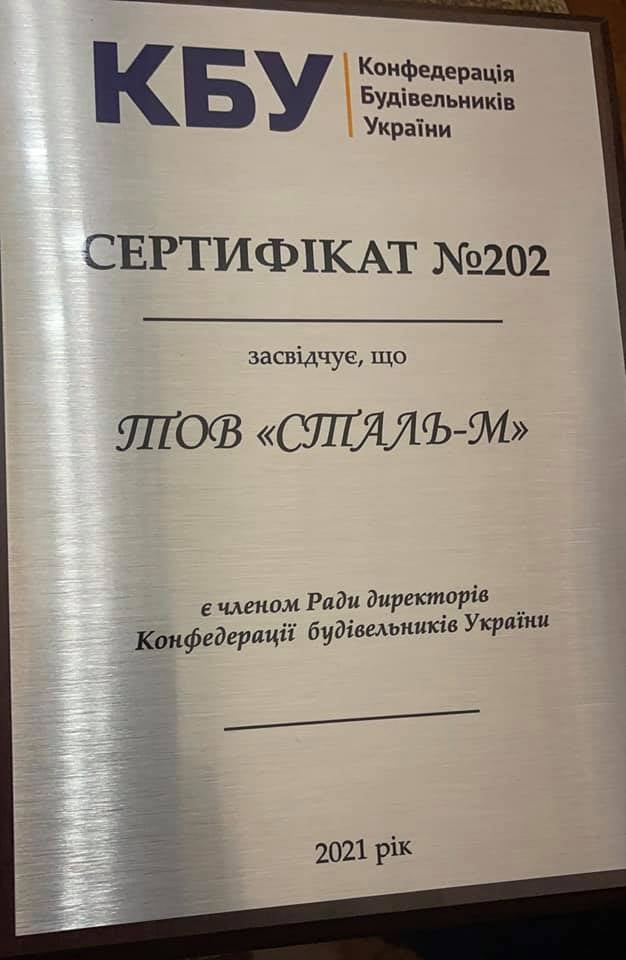 КБУ
Конфедерація
Будівельників
України
СЕРТИФІКАТ №202
засвідчує, що
ТОВ «СТАЛЬ-М»
є членом Ради директорів
Конфедерації будівельників України
2021 рік